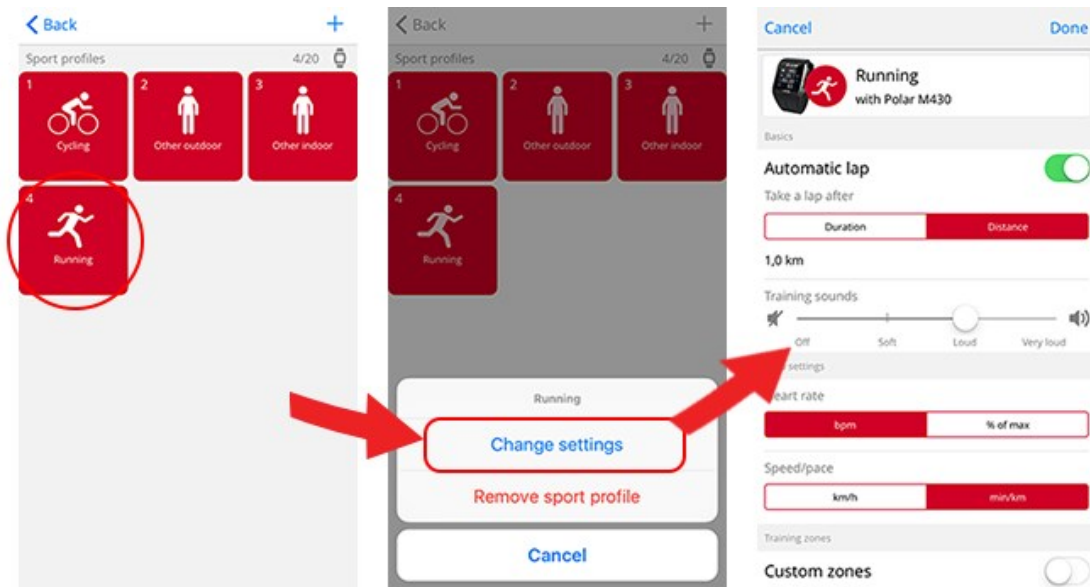 Back
+
Sport profiles 4/20
1
Cycling
2
Other outdoor
3
Other indoor
4
Running
Back
+
Sport profiles 4/20
1
Cycling
2
Other outdoor
3
Other indoor
4
Running
Running
Change settings
Remove sport profile
Cancel
Cancel Done
Running
with Polar M430
Basics
Automatic lap
Take a lap after
Duration Distance
1,0 km
Training sounds
Off Soft Loud Very loud
settings
eart rate
bpm % of max
Speed/pace
km/h min/km
Training zones
Custom zones